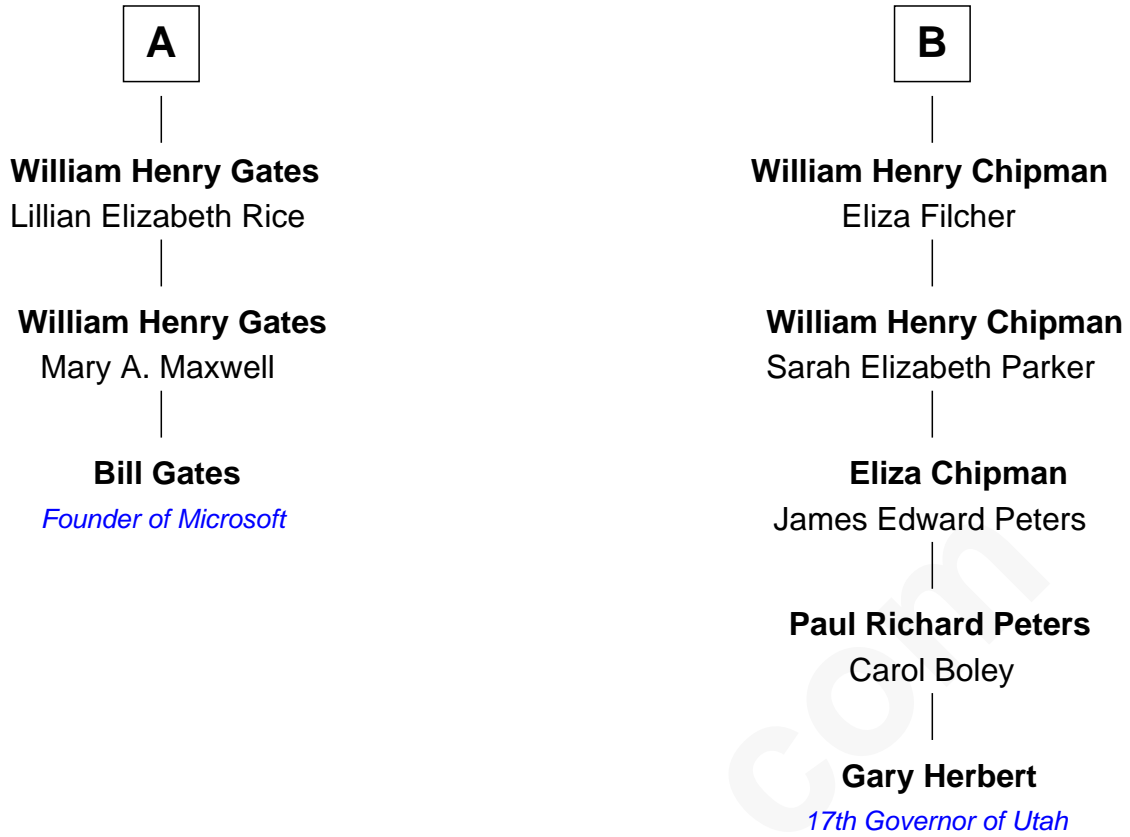 A
William Henry Gates
Lillian Elizabeth Rice
William Henry Gates
Mary A. Maxwell
Bill Gates
Founder of Microsoft
B
William Henry Chipman
Eliza Filcher
William Henry Chipman
Sarah Elizabeth Parker
Eliza Chipman
James Edward Peters
Paul Richard Peters
Carol Boley
Gary Herbert
17th Governor of Utah
com